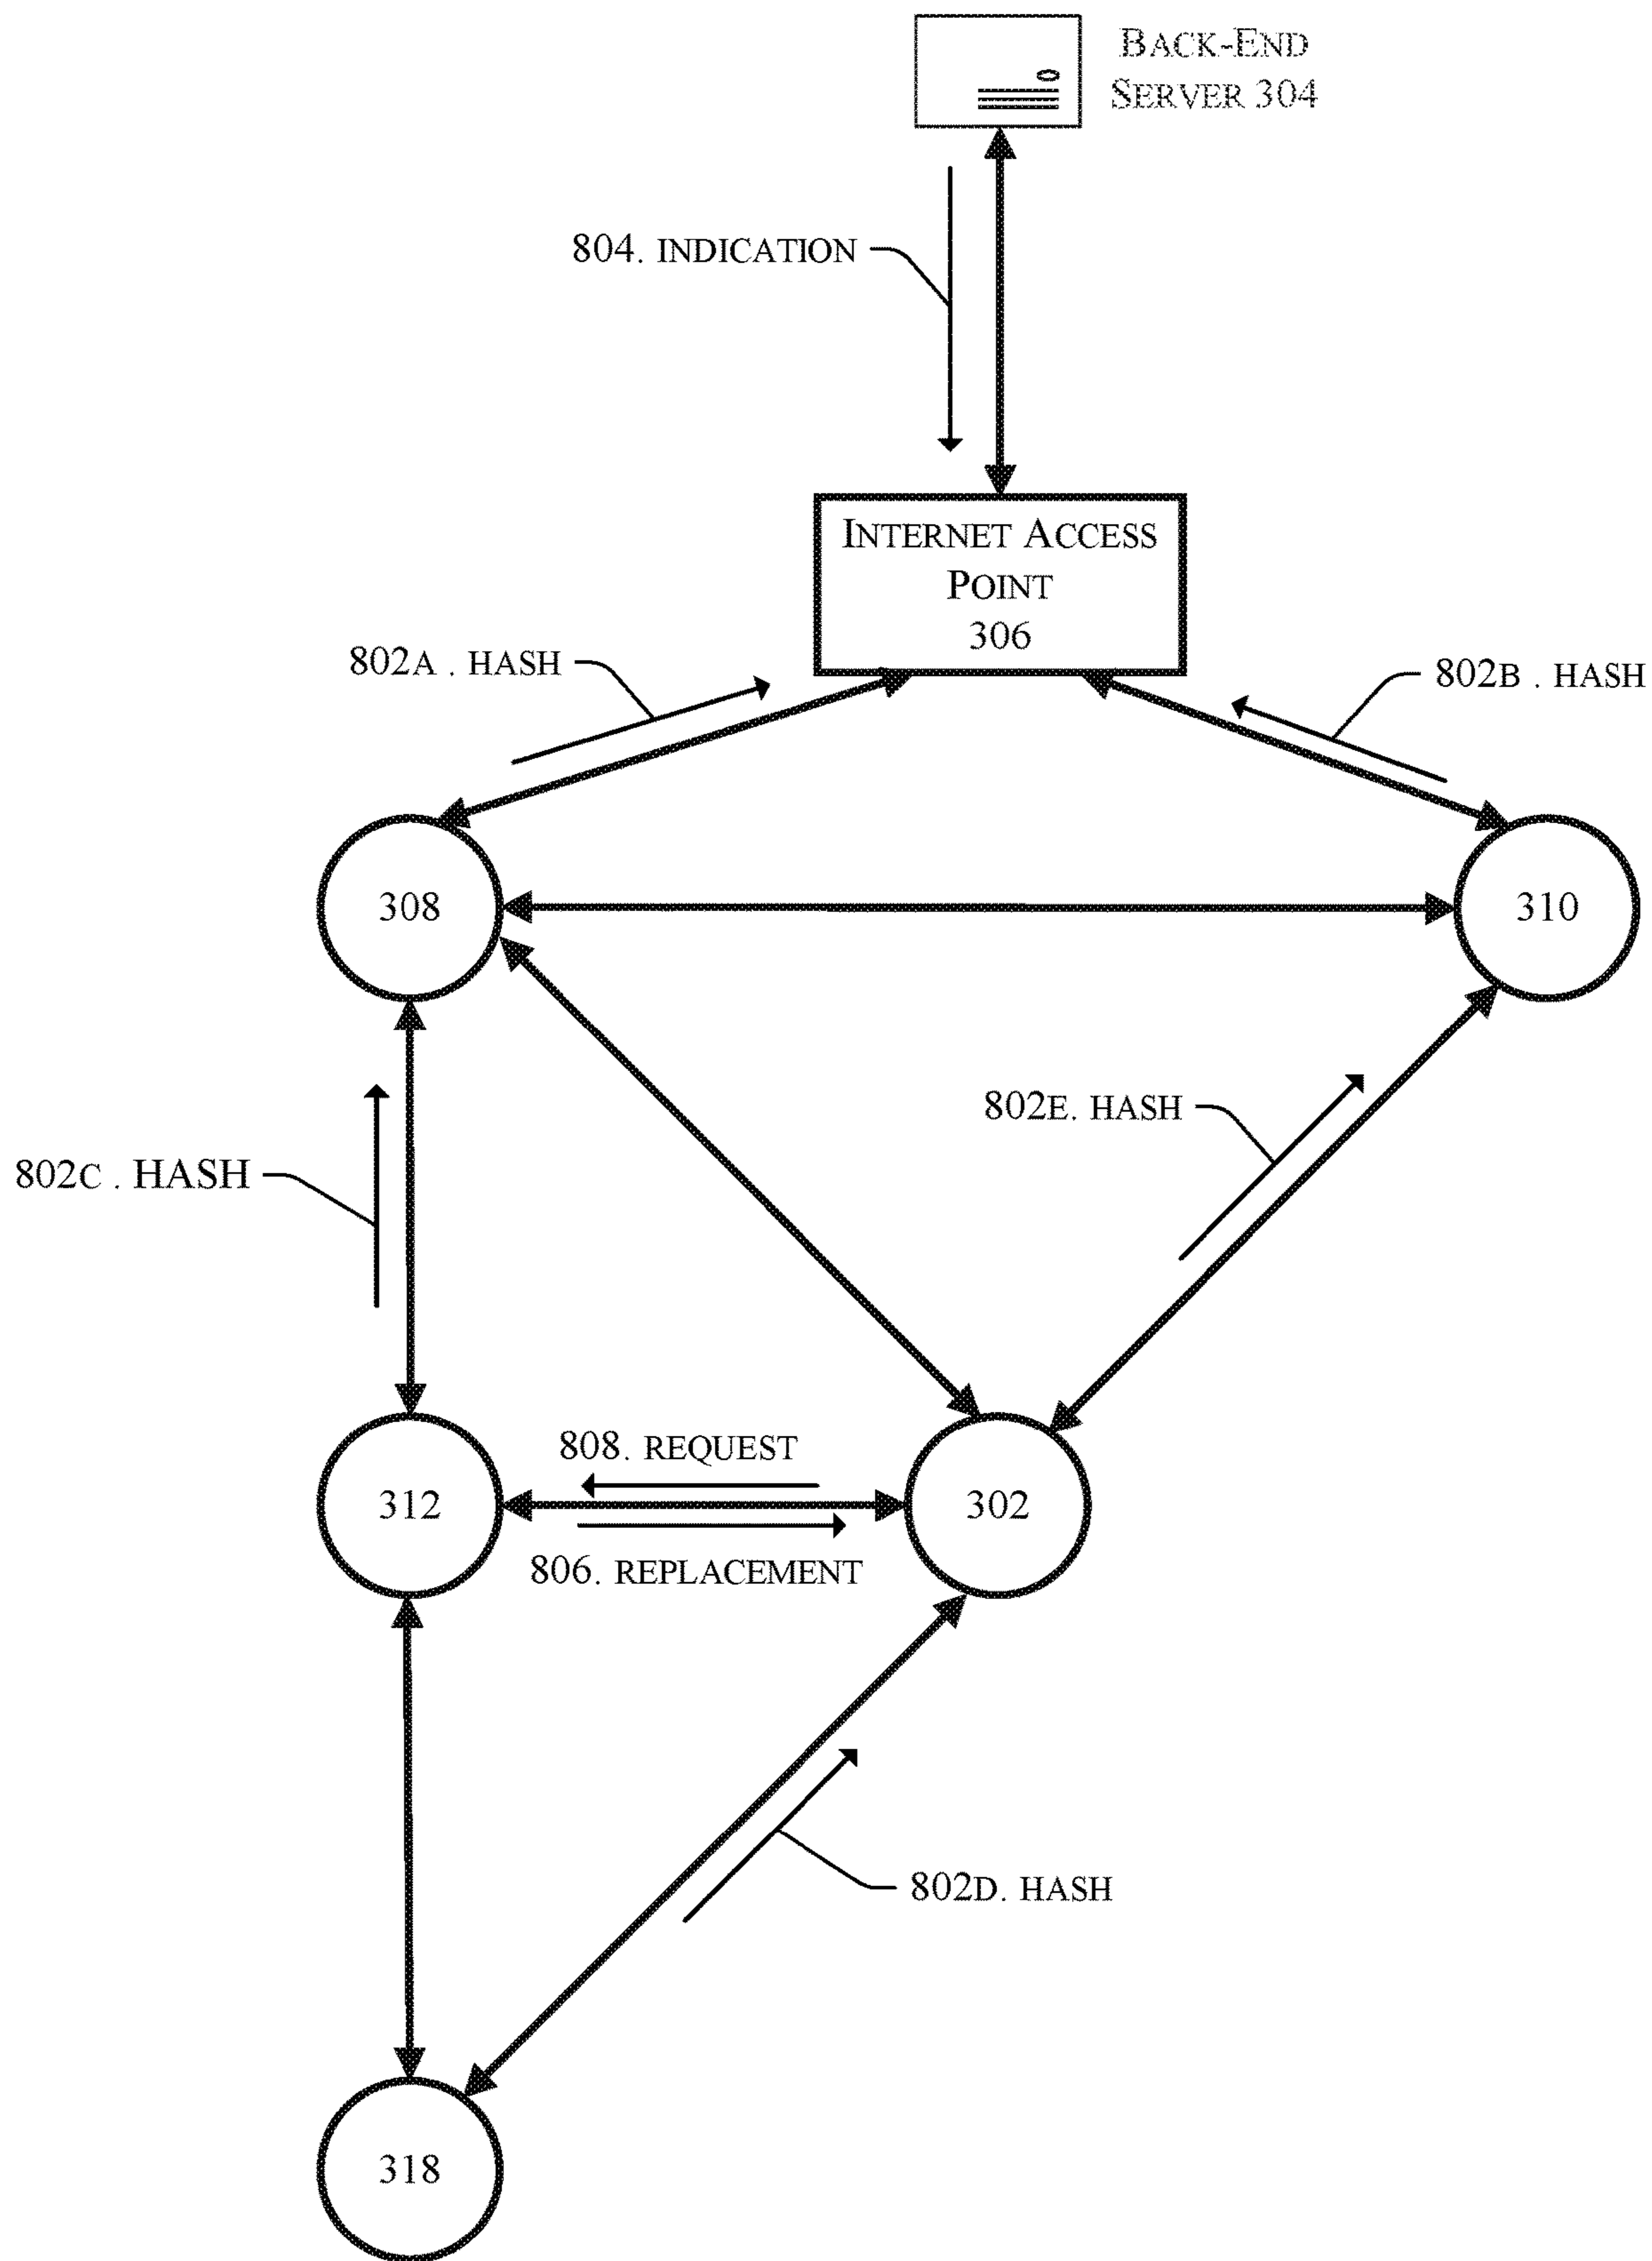 BACK-END
SERVER 304
804. INDICATION
INTERNET ACCESS
POINT
306
802A . HASH
802B . HASH
308
310
802E. HASH
802C . HASH
808. REQUEST
312
302
806. REPLACEMENT
802D. HASH
318